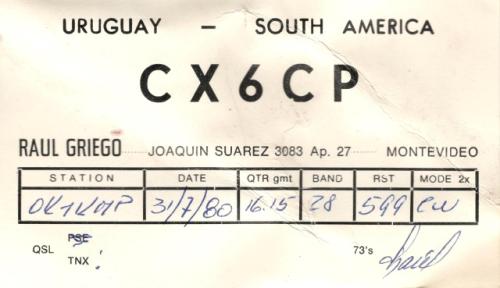 URUGUAY — SOUTH AMERICA
CX6CP
RAUL GRIEGO JOAQUIN SUAREZ 3083 Ap. 27 MONTEVIDEO
STATION DATE QTR gmt BAND RST MODE 2x
OK1KMP 31/7/80 16.15 28 599 CW
QSL PSE 73's
TNX !